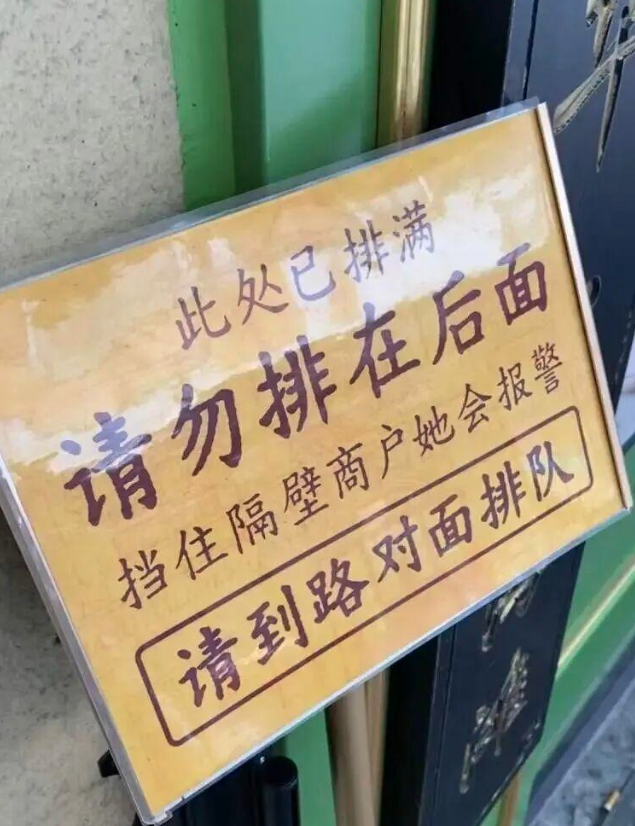 此处已排满
请勿排在后面
挡住隔壁商户她会报警
请到路对面排队